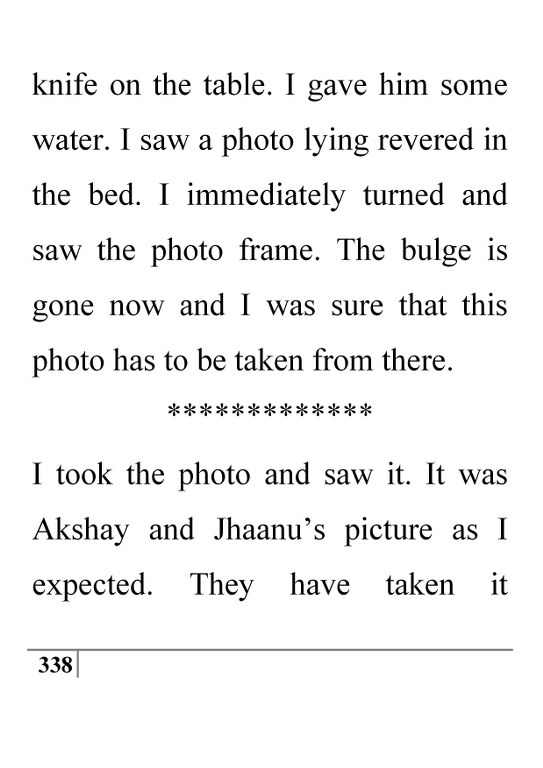 knife on the table. I gave him some
water. I saw a photo lying revered in
the bed. I immediately turned and
saw the photo frame. The bulge is
gone now and I was sure that this
photo has to be taken from there.
*************
I took the photo and saw it. It was
Akshay and Jhaanu’s picture as I
expected. They have taken it
338